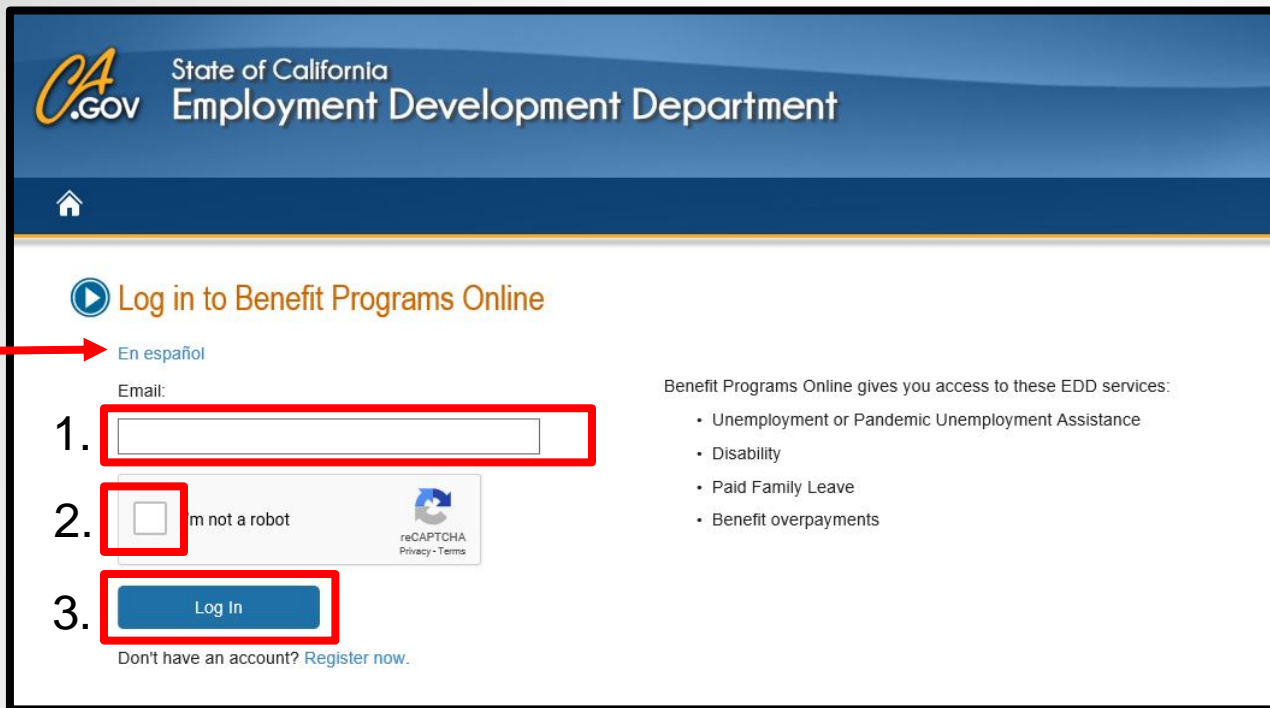 CA
.GOV
State of California
Employment Development Department
Log in to Benefit Programs Online
En español
Email:
1.
2.
I'm not a robot
reCAPTCHA
Privacy - Terms
3.
Log In
Don't have an account? Register now.
Benefit Programs Online gives you access to these EDD services:
• Unemployment or Pandemic Unemployment Assistance
• Disability
• Paid Family Leave
• Benefit overpayments